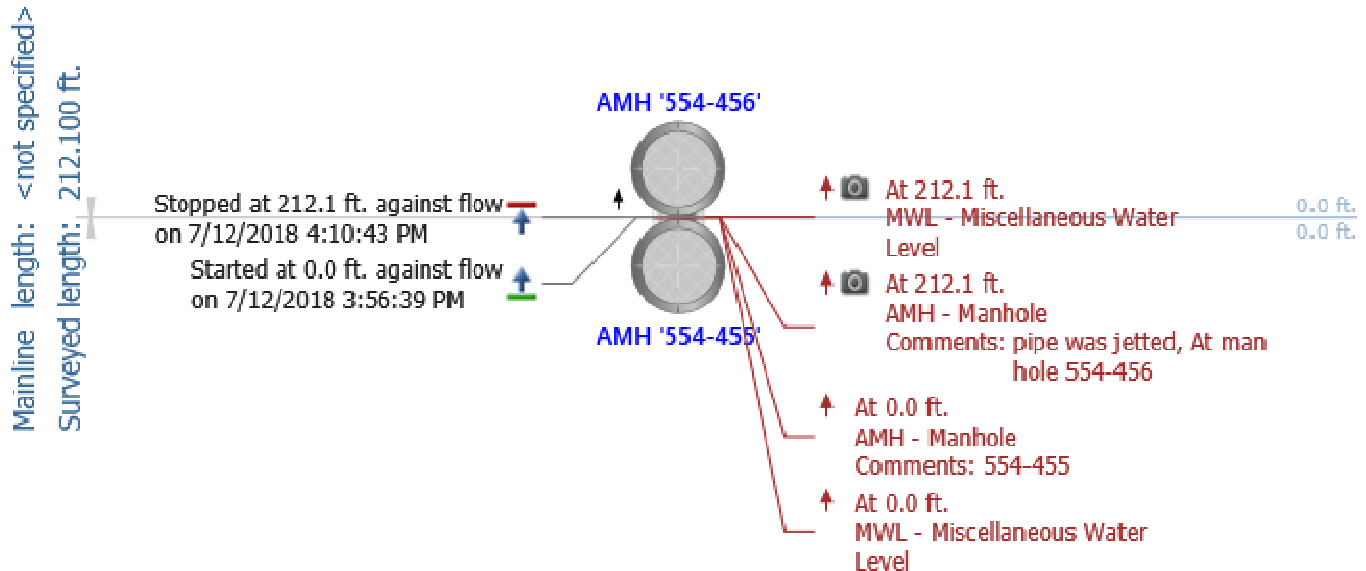 Mainline length: <not specified>
Surveyed length: 212.100 ft.
AMH '554-456'
Stopped at 212.1 ft. against flow
on 7/12/2018 4:10:43 PM
Started at 0.0 ft. against flow
on 7/12/2018 3:56:39 PM
AMH '554-455'
At 212.1 ft.
MWL - Miscellaneous Water
Level
0.0 ft.
0.0 ft.
At 212.1 ft.
AMH - Manhole
Comments: pipe was jetted, At man
hole 554-456
At 0.0 ft.
AMH - Manhole
Comments: 554-455
At 0.0 ft.
MWL - Miscellaneous Water
Level